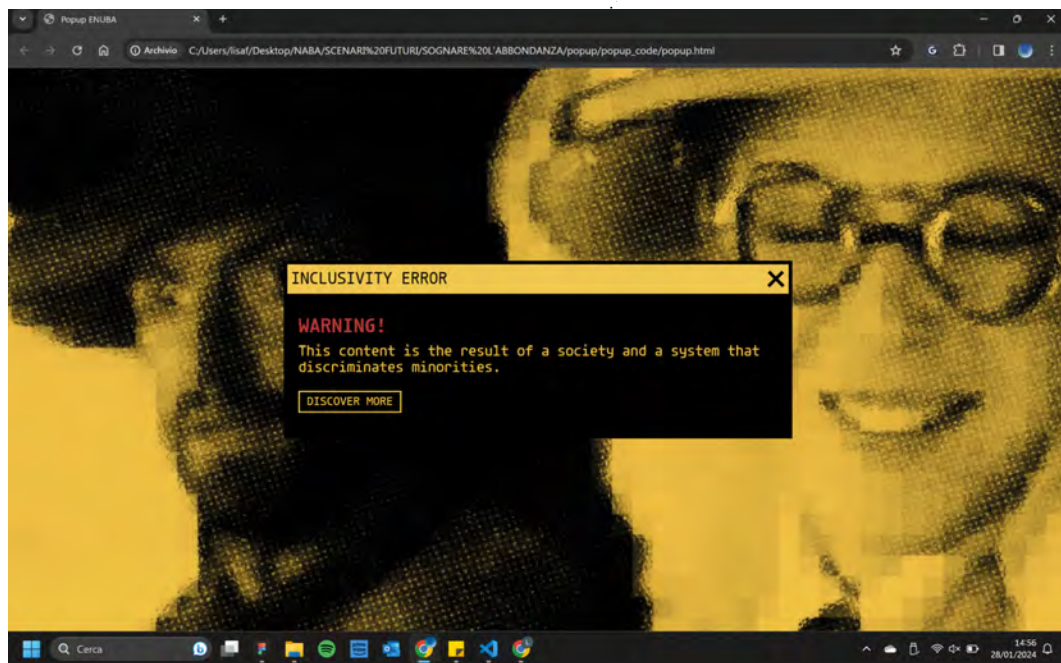 Popup ENUBA
Archivio C:/Users/lisaf/Desktop/NABA/SCENARI%20FUTURI/SOGNARE%20L'ABBONDANZA/popup/popup_code/popup.html
INCLUSIVITY ERROR
WARNING!
This content is the result of a society and a system that
discriminates minorities.
DISCOVER MORE
Cerca
14:56
28/01/2024